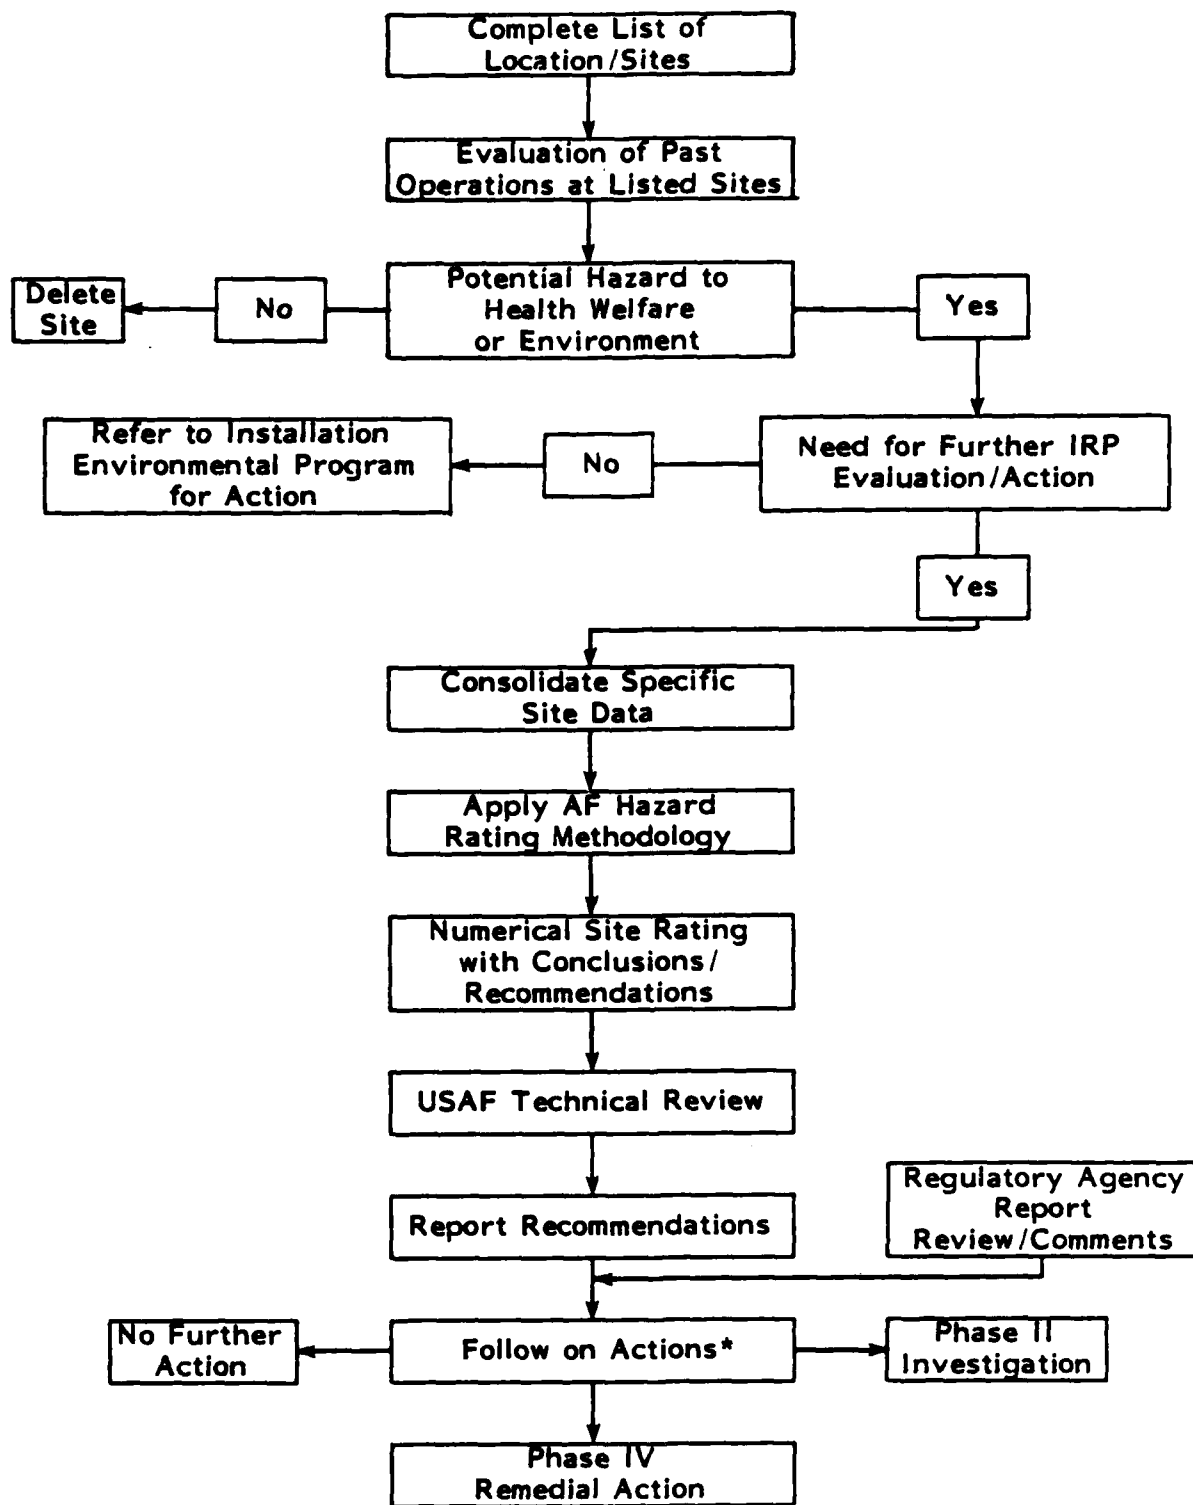 Complete List of
Location/Sites
Evaluation of Past
Operations at Listed Sites
Potential Hazard to
Health Welfare
or Environment
No
Delete
Site
Yes
Need for Further IRP
Evaluation/Action
No
Refer to Installation
Environmental Program
for Action
Yes
Consolidate Specific
Site Data
Apply AF Hazard
Rating Methodology
Numerical Site Rating
with Conclusions/
Recommendations
USAF Technical Review
Report Recommendations
Regulatory Agency
Report
Review/Comments
No Further
Action
Follow on Actions*
Phase II
Investigation
Phase IV
Remedial Action